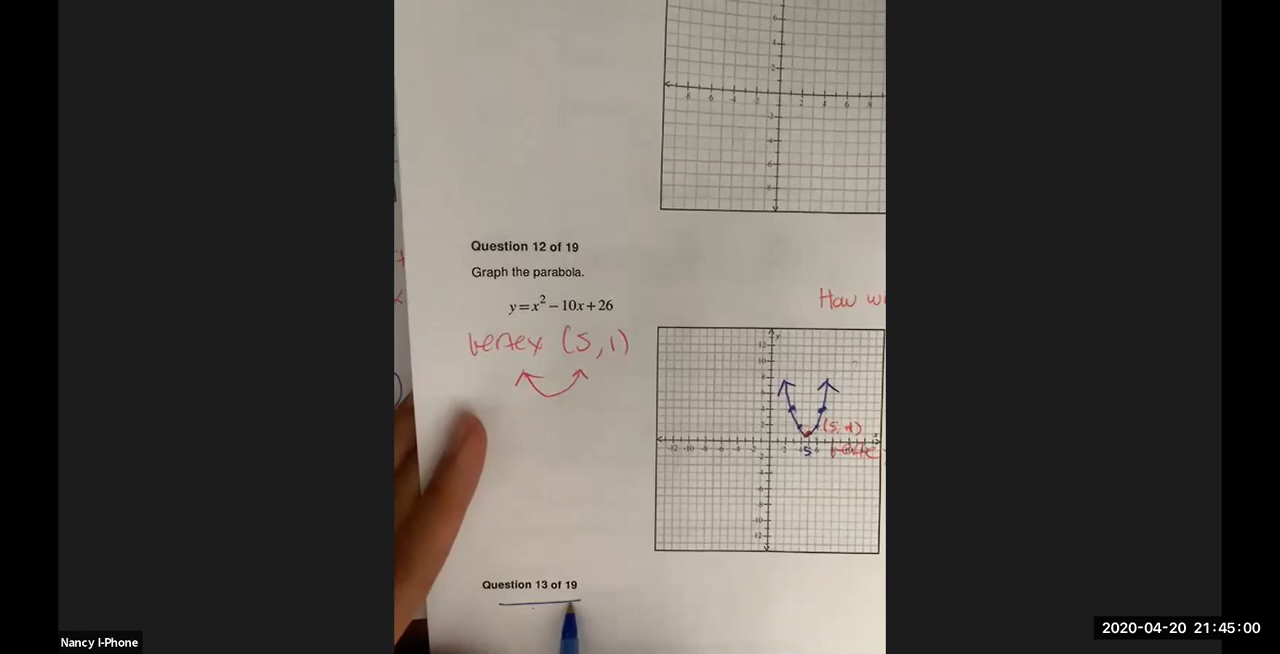 Question 12 of 19
Graph the parabola.
y=x²−10x+26
How
vertex (5,1)
(5,1)
5
Question 13 of 19
Nancy I-Phone
2020-04-20 21:45:00